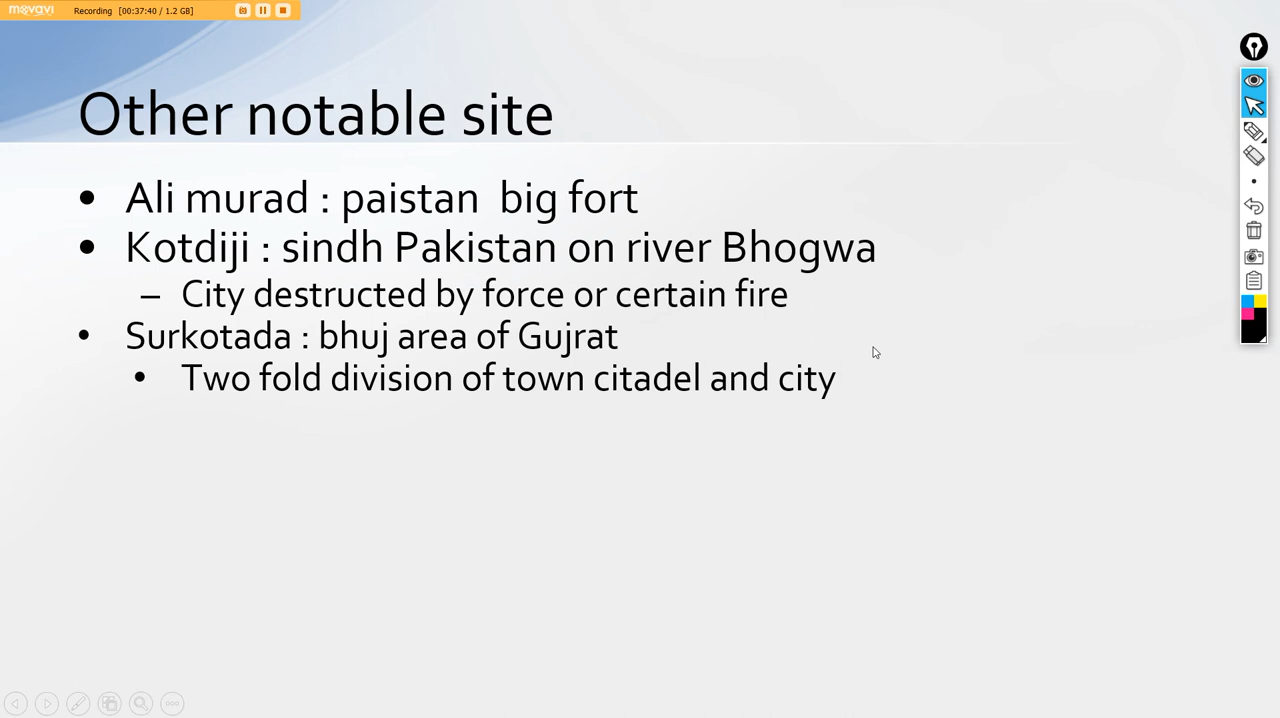 movavi Recording [00:37:40 / 1.2 GB]
Other notable site
• Ali murad : paistan big fort
• Kotdiji : sindh Pakistan on river Bhogwa
– City destructed by force or certain fire
• Surkotada : bhuj area of Gujrat
• Two fold division of town citadel and city